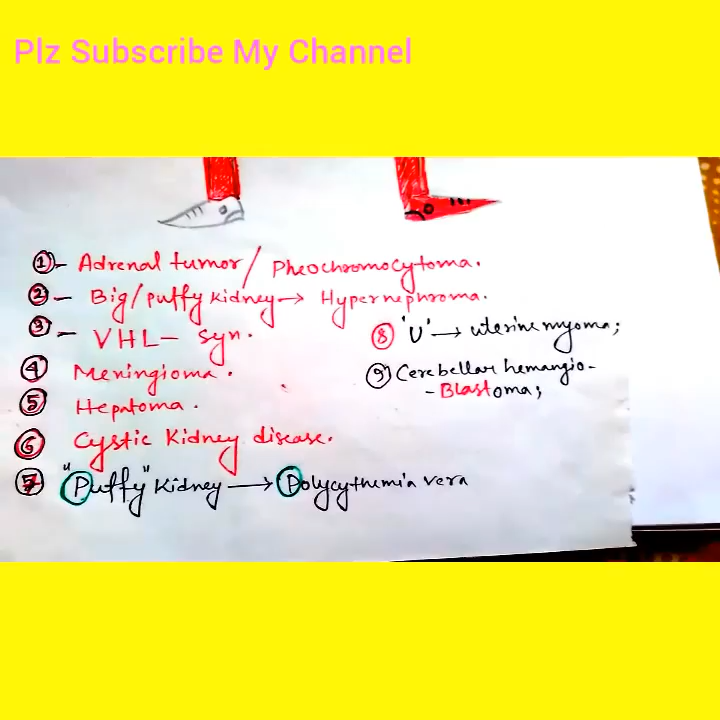 Plz Subscribe My Channel
① - Adrenal tumor / Pheochromocytoma.
② - Big/puffy kidney → Hypernephroma.
③ - VHL - syn.
④ Meningioma.
⑤ Hepatoma.
⑥ Cystic Kidney disease.
⑦ "Puffy" Kidney → Polycythemia vera
⑧ 'U' → uterine myoma;
⑨ Cerebellar hemangio-
- Blastoma;